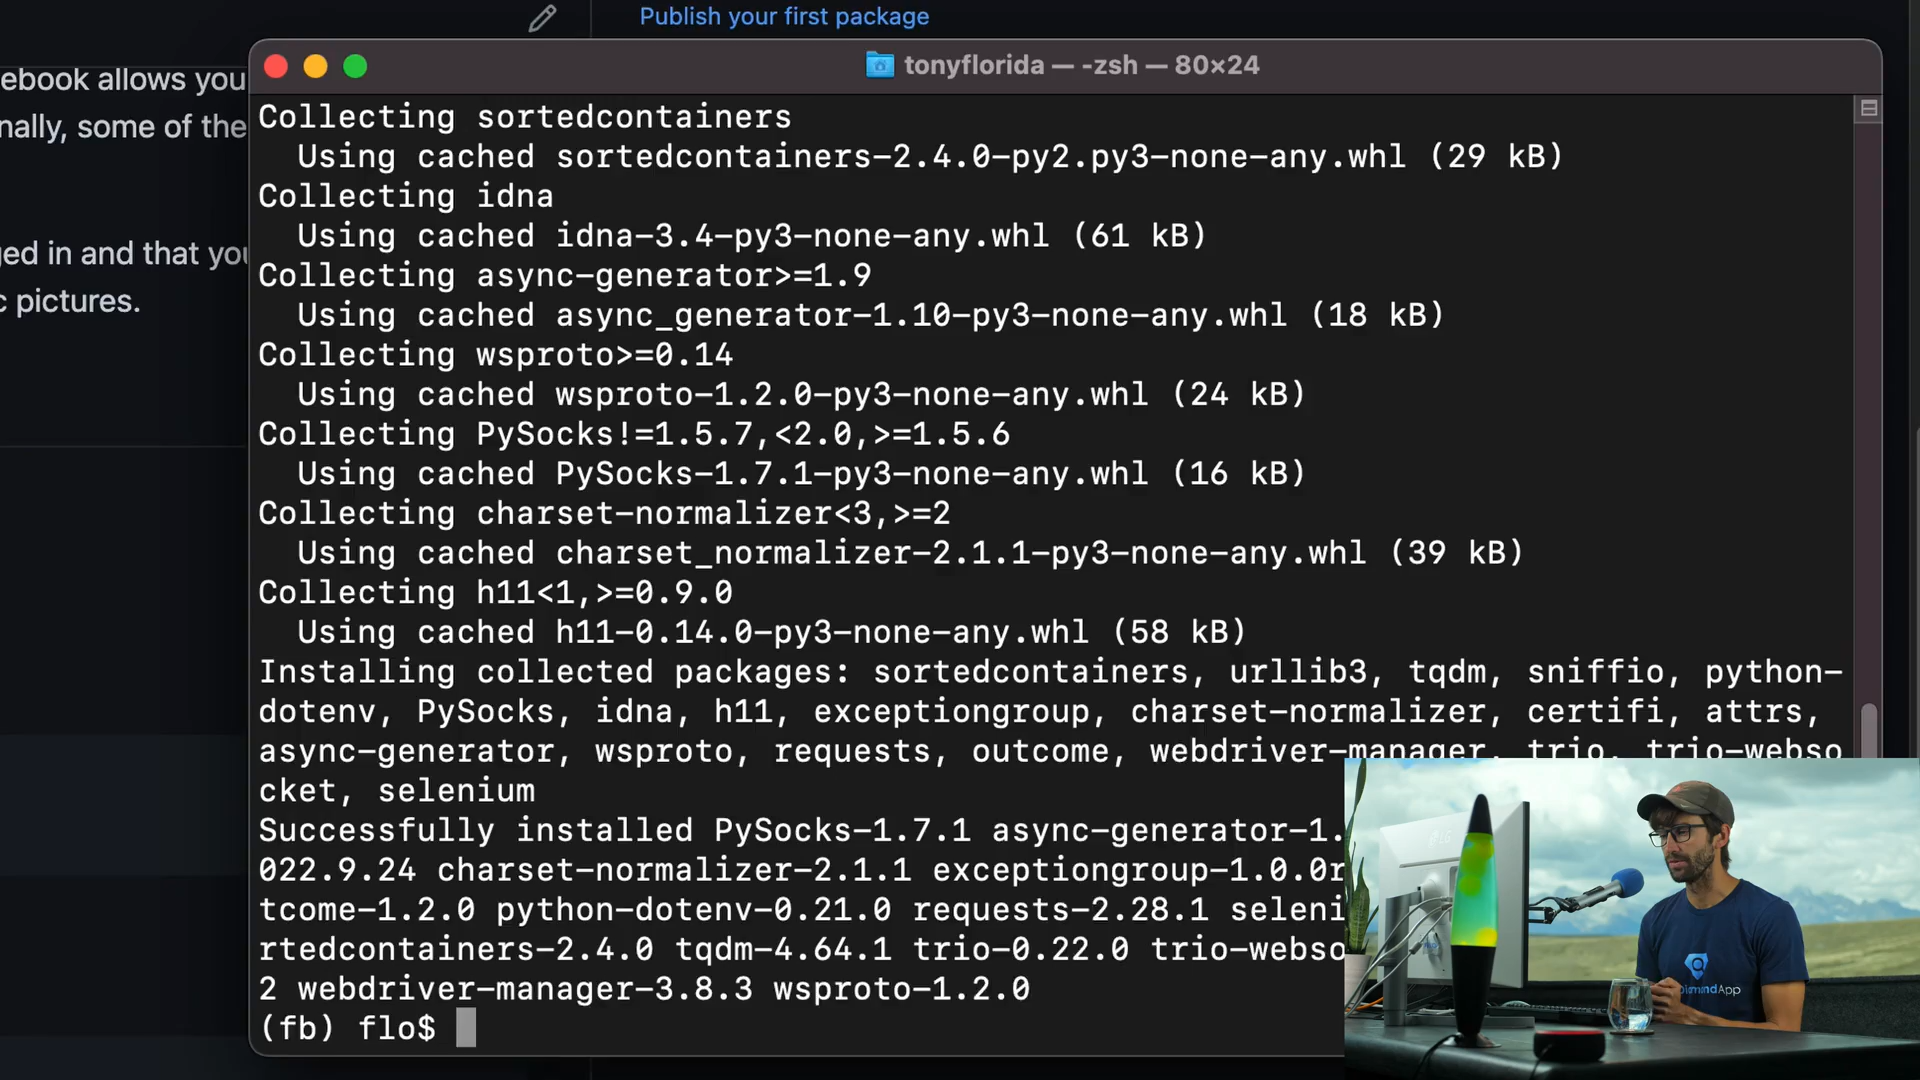 Publish your first package
ebook allows you
nally, some of the
ged in and that you
c pictures.
tonyflorida — -zsh — 80×24
Collecting sortedcontainers
Using cached sortedcontainers-2.4.0-py2.py3-none-any.whl (29 kB)
Collecting idna
Using cached idna-3.4-py3-none-any.whl (61 kB)
Collecting async-generator>=1.9
Using cached async_generator-1.10-py3-none-any.whl (18 kB)
Collecting wsproto>=0.14
Using cached wsproto-1.2.0-py3-none-any.whl (24 kB)
Collecting PySocks!=1.5.7,<2.0,>=1.5.6
Using cached PySocks-1.7.1-py3-none-any.whl (16 kB)
Collecting charset-normalizer<3,>=2
Using cached charset_normalizer-2.1.1-py3-none-any.whl (39 kB)
Collecting h11<1,>=0.9.0
Using cached h11-0.14.0-py3-none-any.whl (58 kB)
Installing collected packages: sortedcontainers, urllib3, tqdm, sniffio, python-
dotenv, PySocks, idna, h11, exceptiongroup, charset-normalizer, certifi, attrs,
async-generator, wsproto, requests, outcome, webdriver-manager, trio, trio-webso
cket, selenium
Successfully installed PySocks-1.7.1 async-generator-1.
022.9.24 charset-normalizer-2.1.1 exceptiongroup-1.0.0r
tcome-1.2.0 python-dotenv-0.21.0 requests-2.28.1 seleni
rtedcontainers-2.4.0 tqdm-4.64.1 trio-0.22.0 trio-webso
2 webdriver-manager-3.8.3 wsproto-1.2.0
(fb) flo$
LG